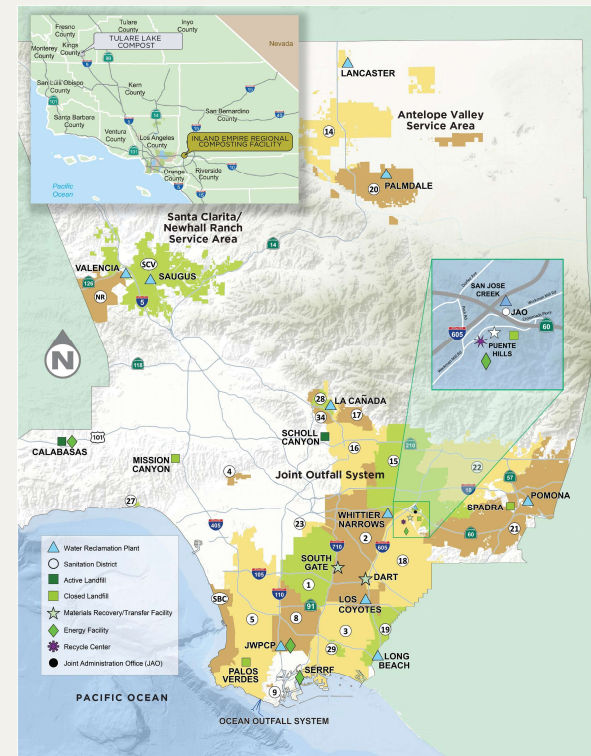 Fresno
County
Tulare
County
Inyo
County
Nevada
TULARE LAKE
COMPOST
Monterey
County
Kings
County
San Luis Obispo
County
Kern
County
San Bernardino
County
Santa Barbara
County
Ventura
County
Los Angeles
County
INLAND EMPIRE REGIONAL
COMPOSTING FACILITY
Orange
County
Riverside
County
Pacific
Ocean
LANCASTER
Antelope Valley
Service Area
14
20
PALMDALE
Santa Clarita/
Newhall Ranch
Service Area
14
VALENCIA
SCV
SAUGUS
126
NR
5
N
118
SAN JOSE
CREEK
JAO
60
605
PUENTE
HILLS
28
LA CAÑADA
34
17
SCHOLL
CANYON
16
210
15
101
CALABASAS
MISSION
CANYON
4
Joint Outfall System
22
57
10
POMONA
SPADRA
27
WHITTIER
NARROWS
21
60
405
23
2
710
605
18
SOUTH
GATE
105
1
DART
110
91
LOS
COYOTES
SBC
5
8
3
19
29
JWPCP
LONG
BEACH
PALOS
VERDES
SERRF
9
PACIFIC OCEAN
OCEAN OUTFALL SYSTEM
Water Reclamation Plant
Sanitation District
Active Landfill
Closed Landfill
Materials Recovery/Transfer Facility
Energy Facility
Recycle Center
Joint Administration Office (JAO)